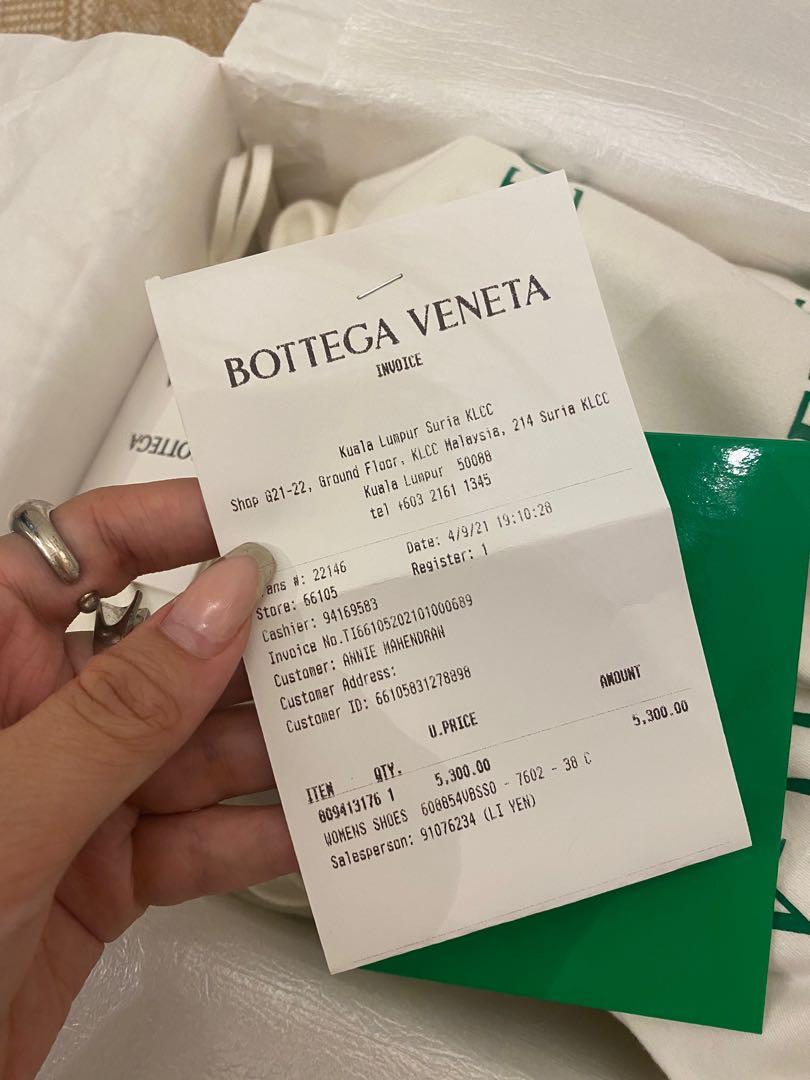 BOTTEGA VENETA
INVOICE
Kuala Lumpur Suria KLCC
Shop G21-22, Ground Floor, KLCC Malaysia, 214 Suria KLCC
Kuala Lumpur 50088
tel +603 2161 1345
ans #: 22146 Date: 4/9/21 19:10:28
Store: 66105 Register: 1
Cashier: 94169583
Invoice No.TI66105202101000689
Customer: ANNIE MAHENDRAN
Customer Address:
Customer ID: 66105831278898
ITEM QTY. U.PRICE AMOUNT
809413176 1 5,300.00 5,300.00
WOMENS SHOES 608854VBSS0 - 7602 - 38 C
Salesperson: 91076234 (LI YEN)
BOTTEGA